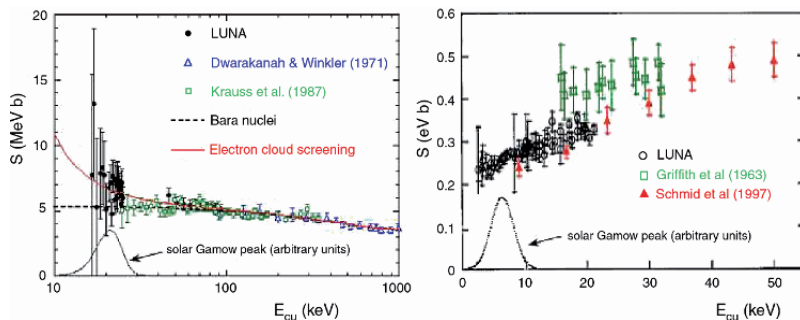 20
15
10
5
0
S (MeV b)
LUNA
Dwarakanah & Winkler (1971)
Krauss et al. (1987)
Bara nuclei
Electron cloud screening
solar Gamow peak (arbitrary units)
10
100
1000
E_cu (keV)
0.6
0.5
0.4
0.3
0.2
0.1
0
S (eV b)
LUNA
Griffith et al (1963)
Schmid et al (1997)
solar Gamow peak (arbitrary units)
0
10
20
30
40
50
E_cu (keV)